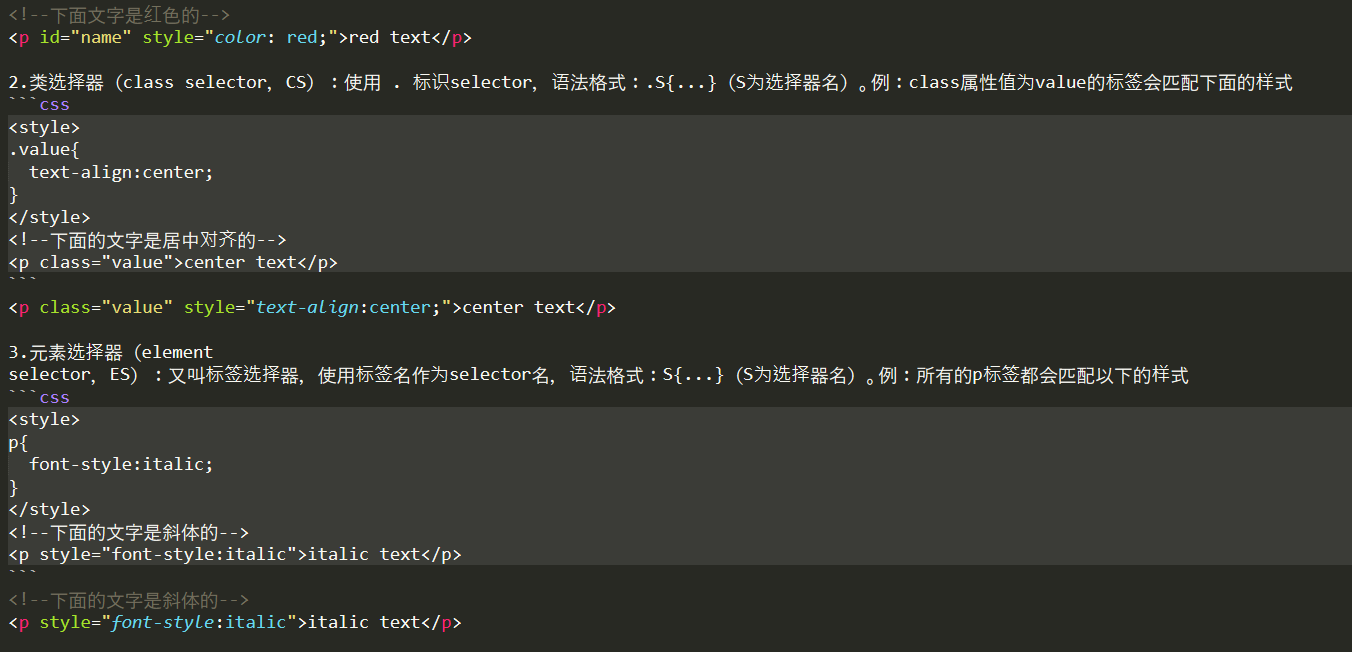 <!--下面文字是红色的-->
<p id="name" style="color: red;">red text</p>
2.类选择器（class selector，CS）：使用 . 标识selector，语法格式：.S{...}（S为选择器名）。例：class属性值为value的标签会匹配下面的样式
```css
<style>
.value{
  text-align:center;
}
</style>
<!--下面的文字是居中对齐的-->
<p class="value">center text</p>
```
<p class="value" style="text-align:center;">center text</p>
3.元素选择器（element
selector，ES）：又叫标签选择器，使用标签名作为selector名，语法格式：S{...}（S为选择器名）。例：所有的p标签都会匹配以下的样式
```css
<style>
p{
  font-style:italic;
}
</style>
<!--下面的文字是斜体的-->
<p style="font-style:italic">italic text</p>
```
<!--下面的文字是斜体的-->
<p style="font-style:italic">italic text</p>